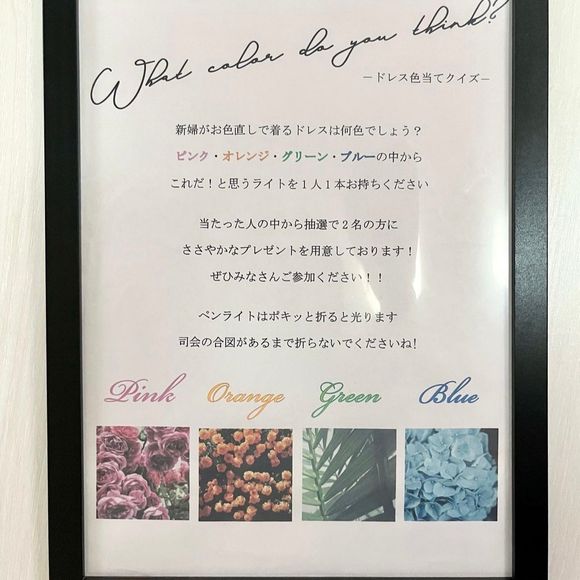 What color do you think?
－ドレス色当てクイズ－
新婦がお色直しで着るドレスは何色でしょう？
ピンク・オレンジ・グリーン・ブルーの中から
これだ！と思うライトを１人１本お持ちください
当たった人の中から抽選で２名の方に
ささやかなプレゼントを用意しております！
ぜひみなさんご参加ください！！
ペンライトはポキッと折ると光ります
司会の合図があるまで折らないでくださいね!
Pink Orange Green Blue